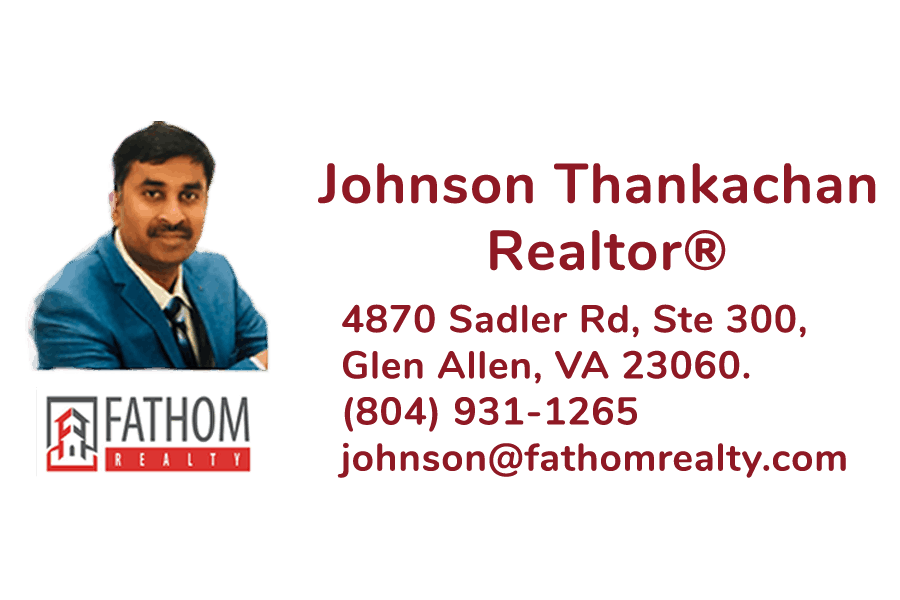 Johnson Thankachan
Realtor®
4870 Sadler Rd, Ste 300,
Glen Allen, VA 23060.
(804) 931-1265
johnson@fathomrealty.com
FATHOM
REALTY